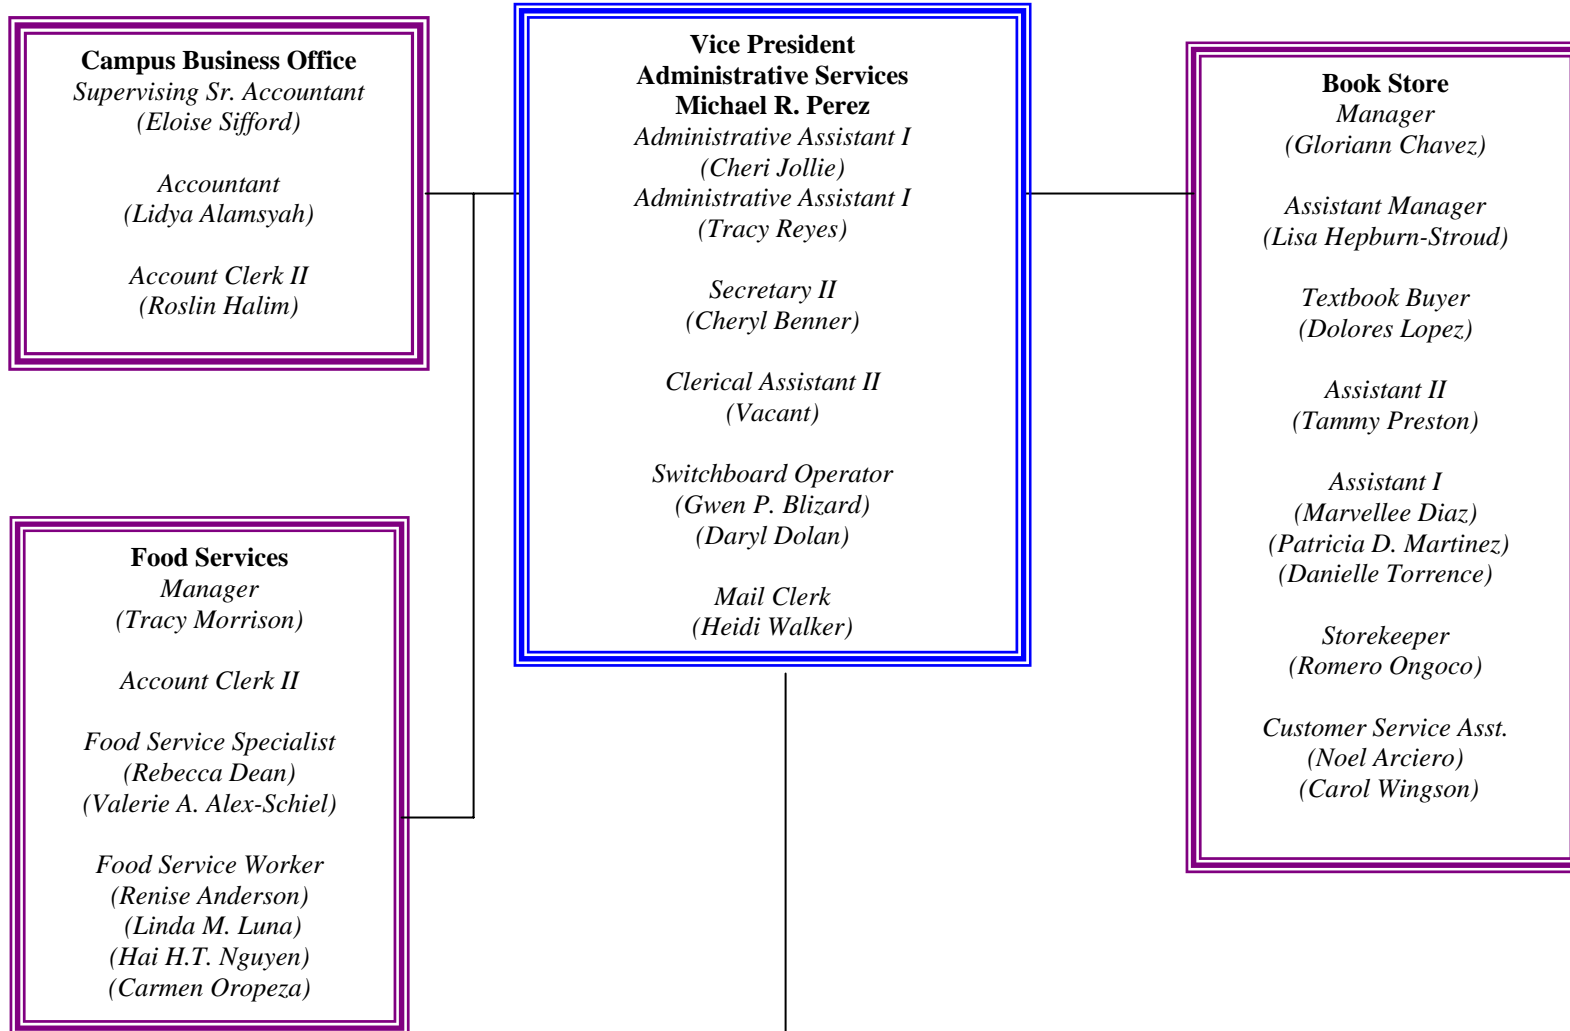 Campus Business Office
Supervising Sr. Accountant
(Eloise Sifford)
Accountant
(Lidya Alamsyah)
Account Clerk II
(Roslin Halim)
Food Services
Manager
(Tracy Morrison)
Account Clerk II
Food Service Specialist
(Rebecca Dean)
(Valerie A. Alex-Schiel)
Food Service Worker
(Renise Anderson)
(Linda M. Luna)
(Hai H.T. Nguyen)
(Carmen Oropeza)
Vice President
Administrative Services
Michael R. Perez
Administrative Assistant I
(Cheri Jollie)
Administrative Assistant I
(Tracy Reyes)
Secretary II
(Cheryl Benner)
Clerical Assistant II
(Vacant)
Switchboard Operator
(Gwen P. Blizard)
(Daryl Dolan)
Mail Clerk
(Heidi Walker)
Book Store
Manager
(Gloriann Chavez)
Assistant Manager
(Lisa Hepburn-Stroud)
Textbook Buyer
(Dolores Lopez)
Assistant II
(Tammy Preston)
Assistant I
(Marvellee Diaz)
(Patricia D. Martinez)
(Danielle Torrence)
Storekeeper
(Romero Ongoco)
Customer Service Asst.
(Noel Arciero)
(Carol Wingson)